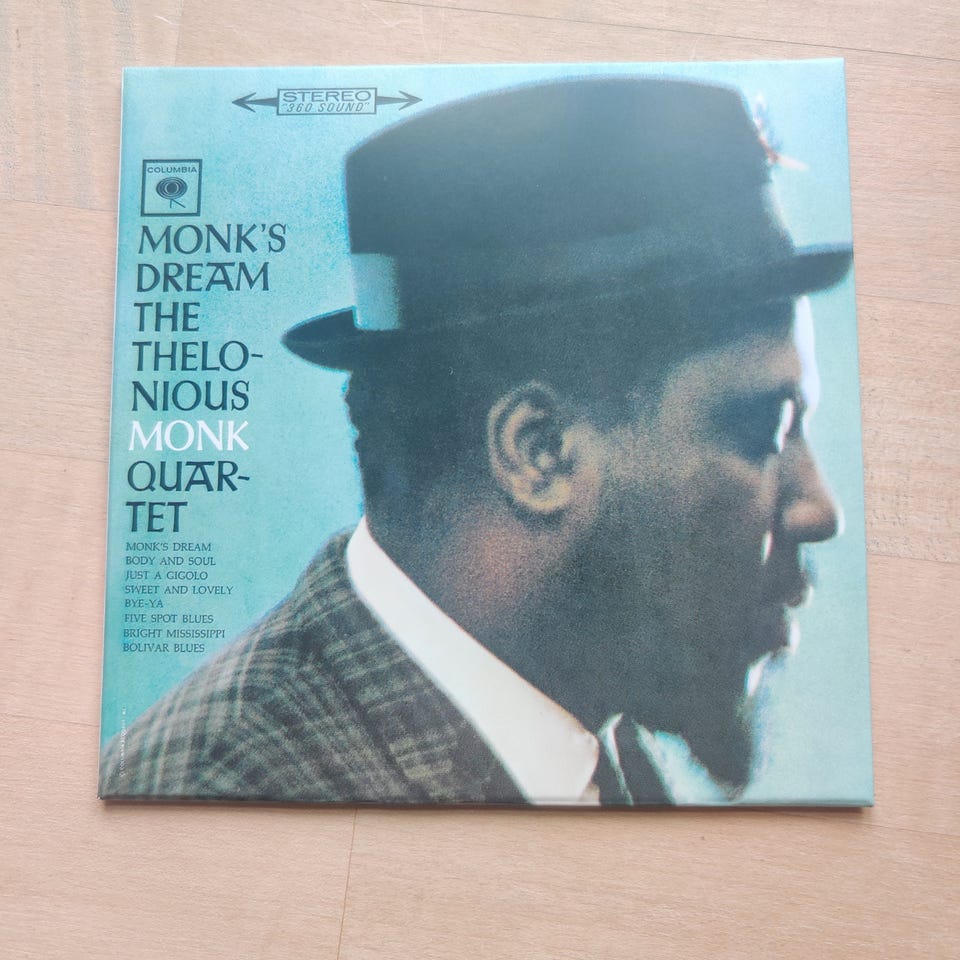 STEREO
"360 SOUND"
COLUMBIA
MONK'S
DREAM
THE
THELO-
NIOUS
MONK
QUAR-
TET
MONK'S DREAM
BODY AND SOUL
JUST A GIGOLO
SWEET AND LOVELY
BYE-YA
FIVE SPOT BLUES
BRIGHT MISSISSIPPI
BOLIVAR BLUES